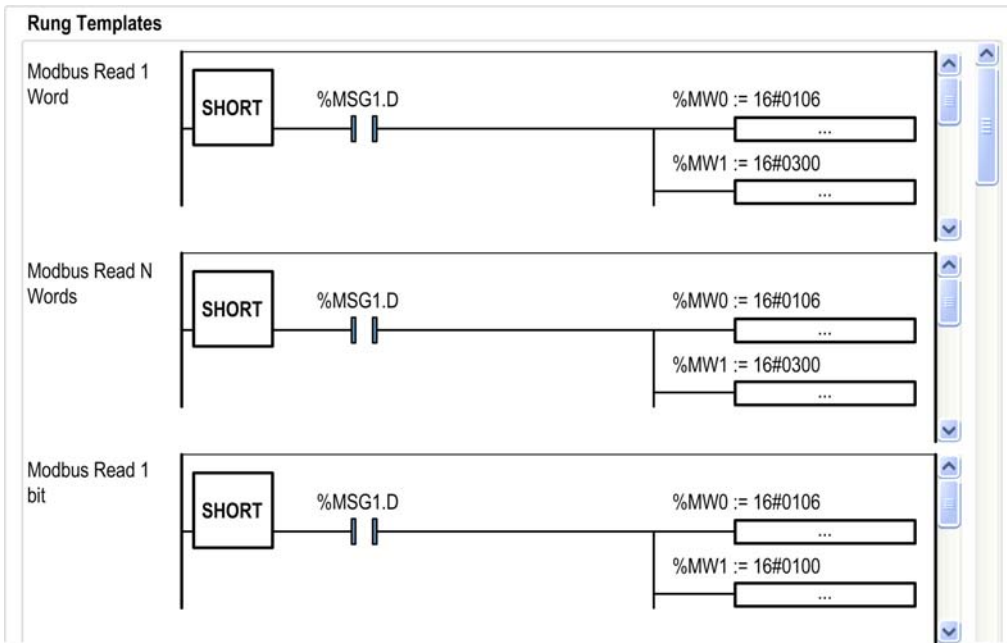 Rung Templates
Modbus Read 1
Word
SHORT
%MSG1.D
%MW0 := 16#0106
...
%MW1 := 16#0300
...
Modbus Read N
Words
SHORT
%MSG1.D
%MW0 := 16#0106
...
%MW1 := 16#0300
...
Modbus Read 1
bit
SHORT
%MSG1.D
%MW0 := 16#0106
...
%MW1 := 16#0100
...